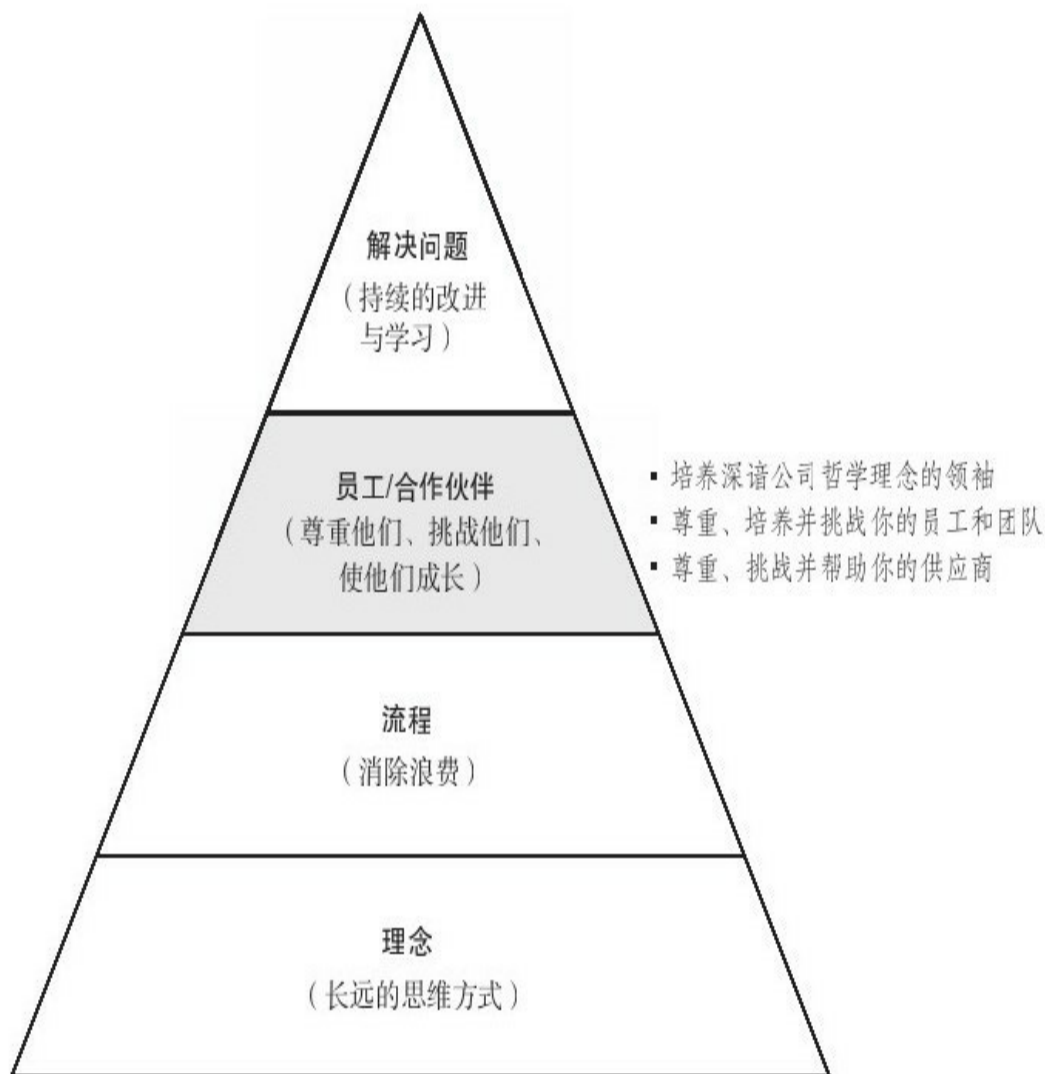 解决问题
（持续的改进
与学习）
员工/合作伙伴
（尊重他们、挑战他们、
使他们成长）
▪ 培养深谙公司哲学理念的领袖
▪ 尊重、培养并挑战你的员工和团队
▪ 尊重、挑战并帮助你的供应商
流程
（消除浪费）
理念
（长远的思维方式）